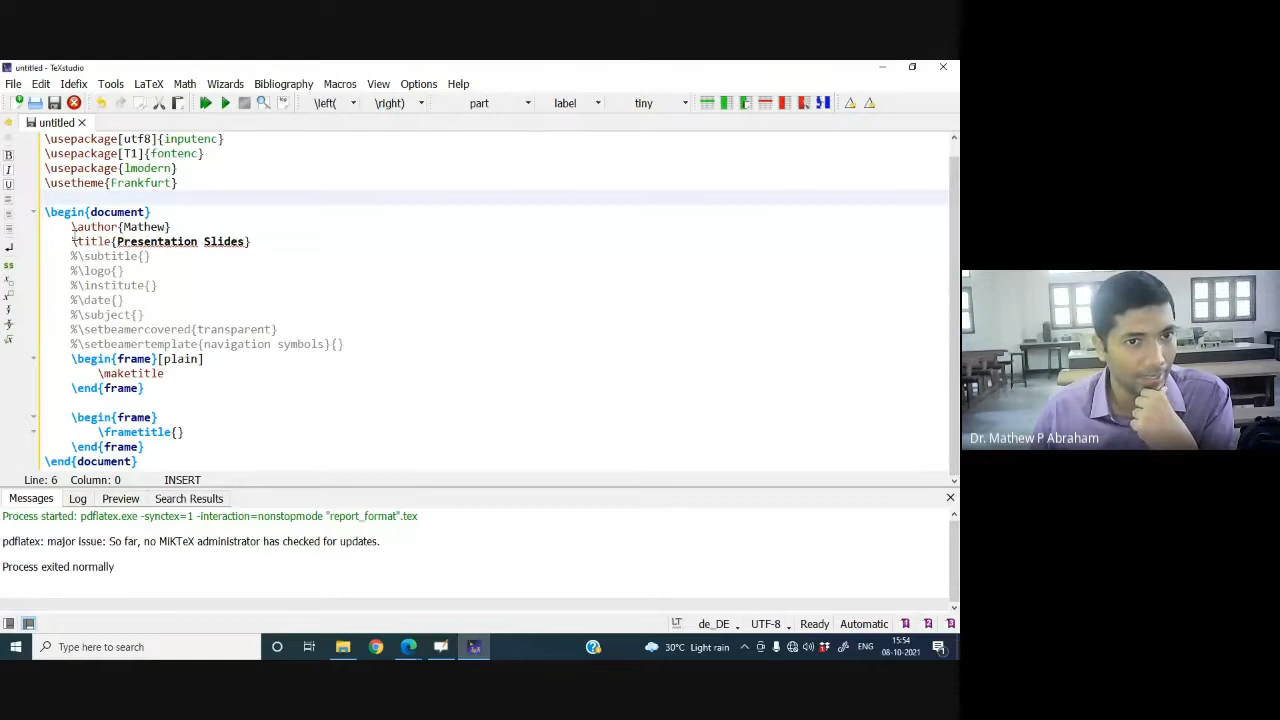 untitled - TeXstudio
File Edit Idefix Tools LaTeX Math Wizards Bibliography Macros View Options Help
\left( \right) part label tiny
untitled
\usepackage[utf8]{inputenc}
\usepackage[T1]{fontenc}
\usepackage{lmodern}
\usetheme{Frankfurt}
\begin{document}
\author{Mathew}
\title{Presentation Slides}
%\subtitle{}
%\logo{}
%\institute{}
%\date{}
%\subject{}
%\setbeamercovered{transparent}
%\setbeamertemplate{navigation symbols}{}
\begin{frame}[plain]
\maketitle
\end{frame}
\begin{frame}
\frametitle{}
\end{frame}
\end{document}
Line: 6 Column: 0 INSERT
Messages Log Preview Search Results
Process started: pdflatex.exe -synctex=1 -interaction=nonstopmode "report_format".tex
pdflatex: major issue: So far, no MiKTeX administrator has checked for updates.
Process exited normally
LT de_DE UTF-8 Ready Automatic
Type here to search
30°C Light rain ENG 15:54
08-10-2021
Dr. Mathew P Abraham